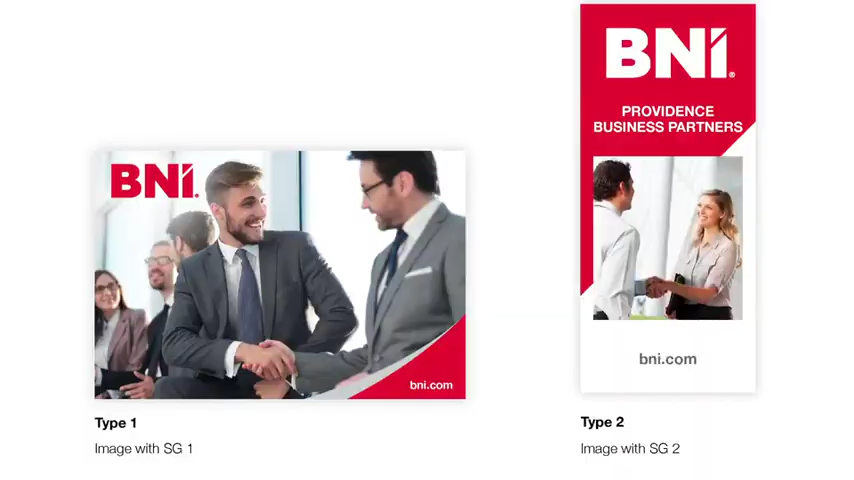 BNI®
bni.com
Type 1
Image with SG 1
BNI®
PROVIDENCE
BUSINESS PARTNERS
bni.com
Type 2
Image with SG 2